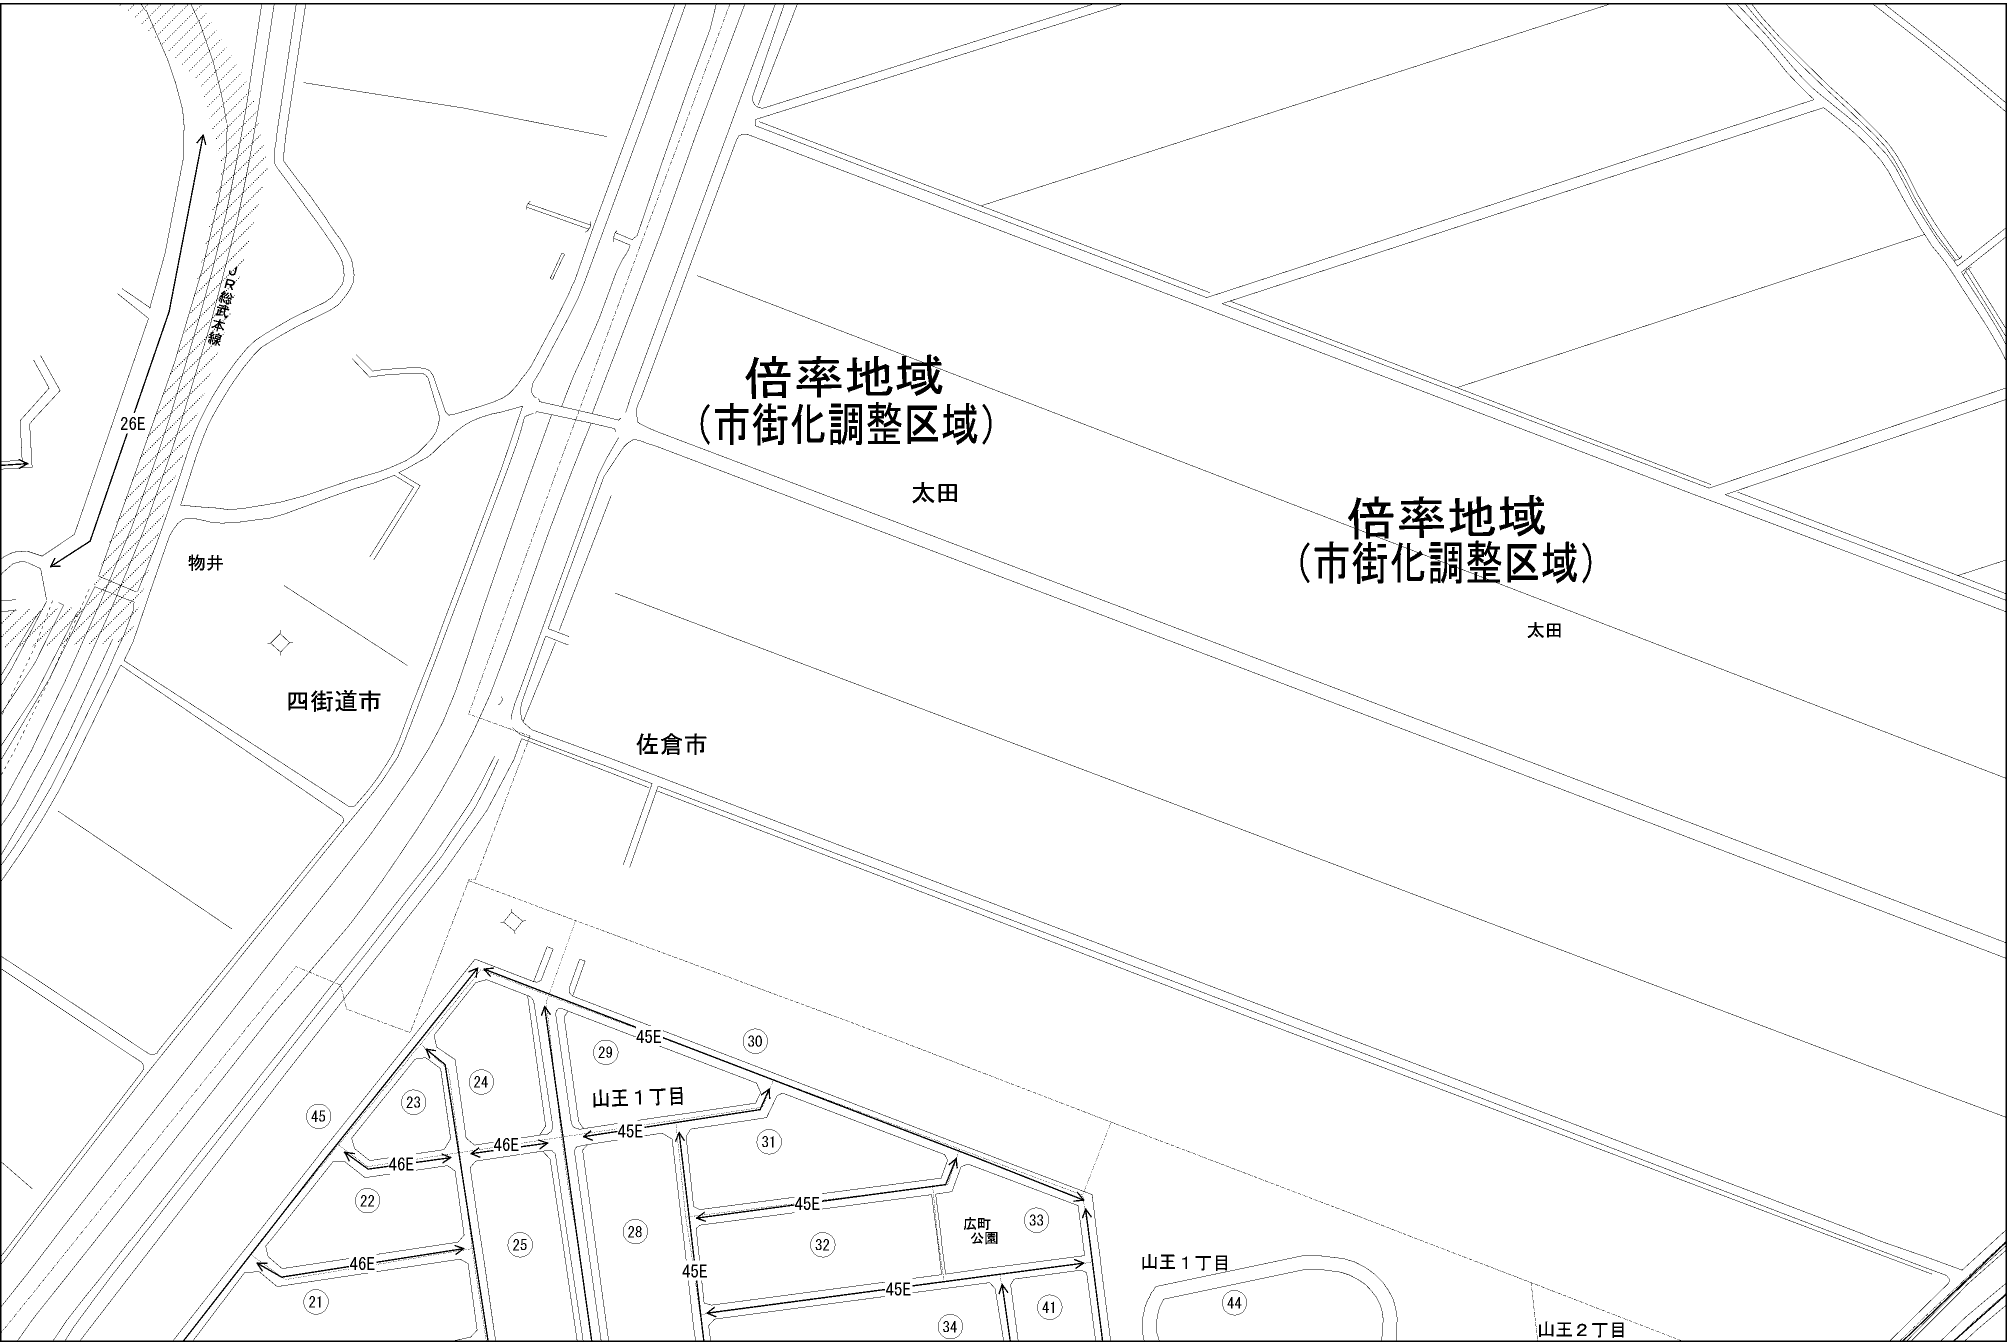 JR総武本線
26E
倍率地域
（市街化調整区域）
太田
倍率地域
（市街化調整区域）
太田
物井
四街道市
佐倉市
45E
30
29
24
山王１丁目
23
45
45E
31
46E
46E
22
45E
28
25
32
広町
公園
33
45E
46E
山王１丁目
45E
21
44
41
34
山王２丁目